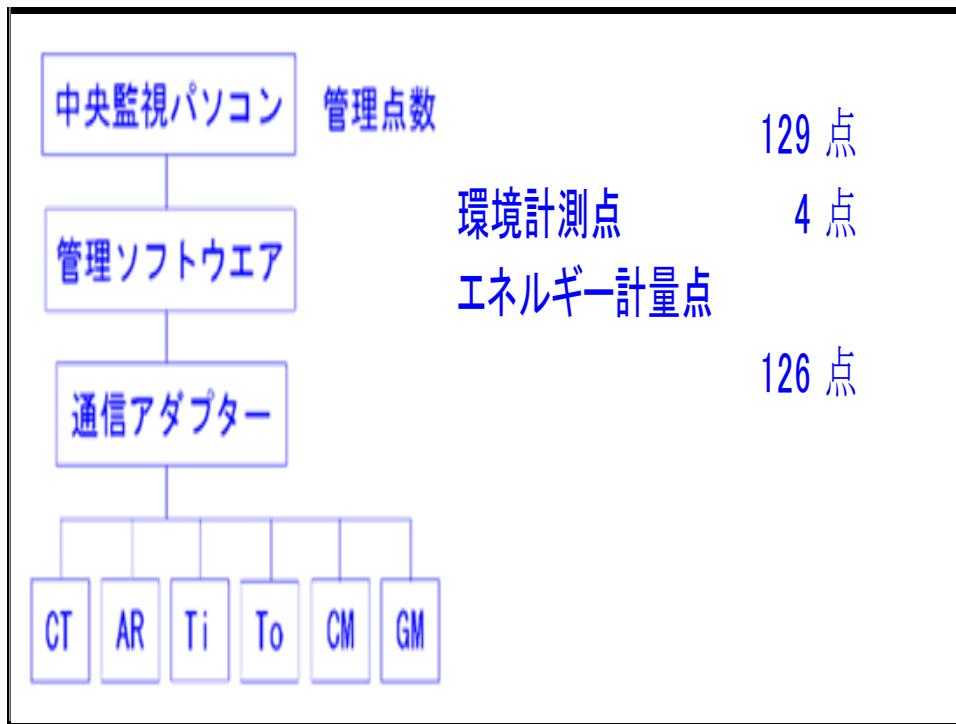 中央監視パソコン
管理点数
129 点
管理ソフトウエア
環境計測点 4 点
エネルギー計量点
126 点
通信アダプター
CT AR Ti To CM GM